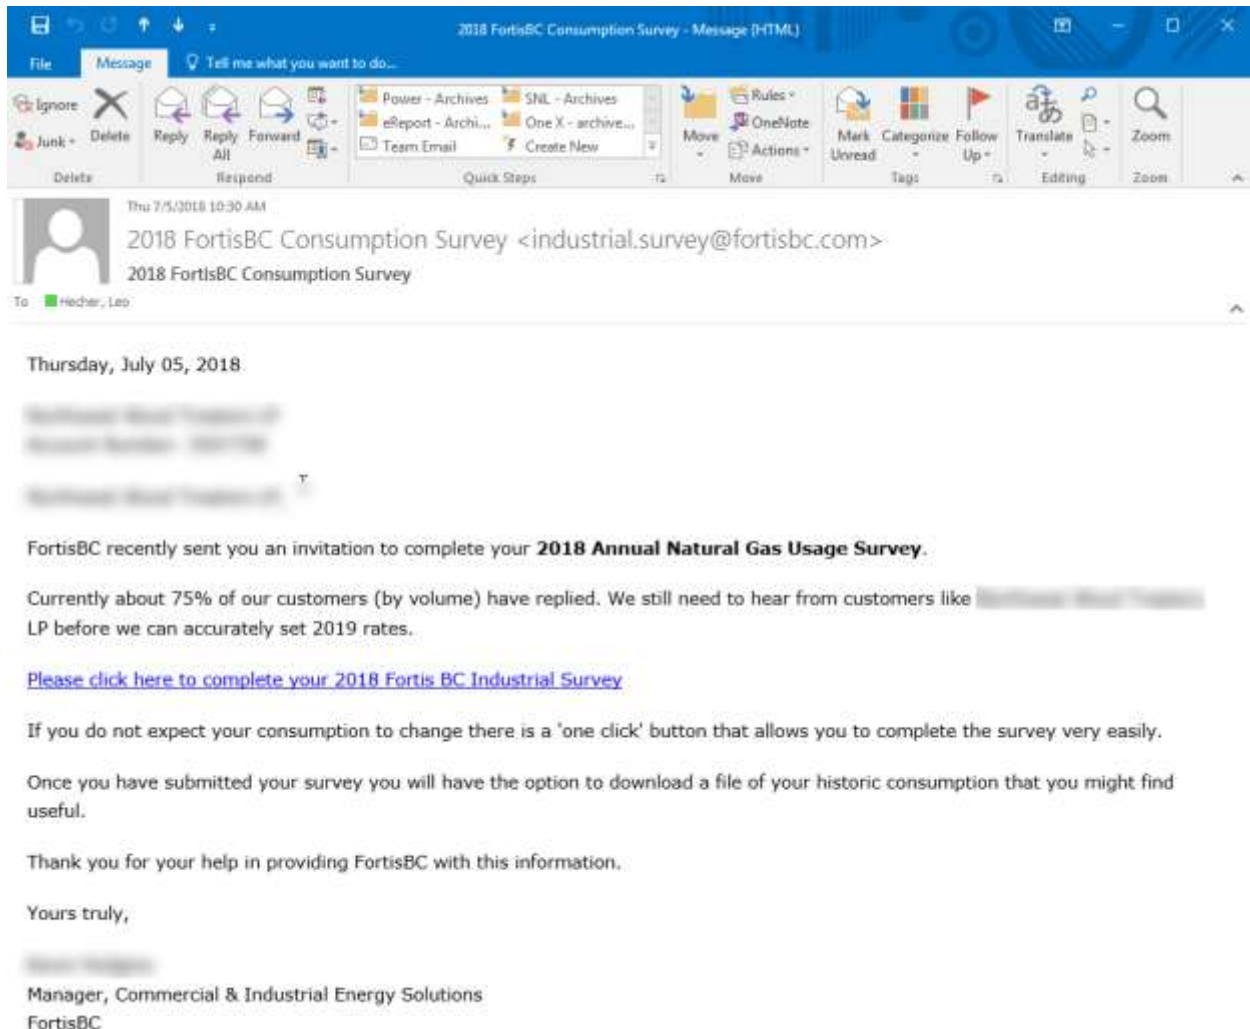 2018 FortisBC Consumption Survey - Message (HTML)
File Message Tell me what you want to do...
Ignore
Junk
Delete
Reply
Reply All
Forward
Power - Archives
eReport - Archi...
Team Email
SNL - Archives
One X - archive...
Create New
Move
Rules
OneNote
Actions
Mark Unread
Categorize
Follow Up
Translate
Zoom
Delete Respond Quick Steps Move Tags Editing Zoom
Thu 7/5/2018 10:30 AM
2018 FortisBC Consumption Survey <industrial.survey@fortisbc.com>
2018 FortisBC Consumption Survey
To Hecher, Leo
Thursday, July 05, 2018
FortisBC recently sent you an invitation to complete your 2018 Annual Natural Gas Usage Survey.
Currently about 75% of our customers (by volume) have replied. We still need to hear from customers like
LP before we can accurately set 2019 rates.
Please click here to complete your 2018 Fortis BC Industrial Survey
If you do not expect your consumption to change there is a 'one click' button that allows you to complete the survey very easily.
Once you have submitted your survey you will have the option to download a file of your historic consumption that you might find
useful.
Thank you for your help in providing FortisBC with this information.
Yours truly,
Manager, Commercial & Industrial Energy Solutions
FortisBC